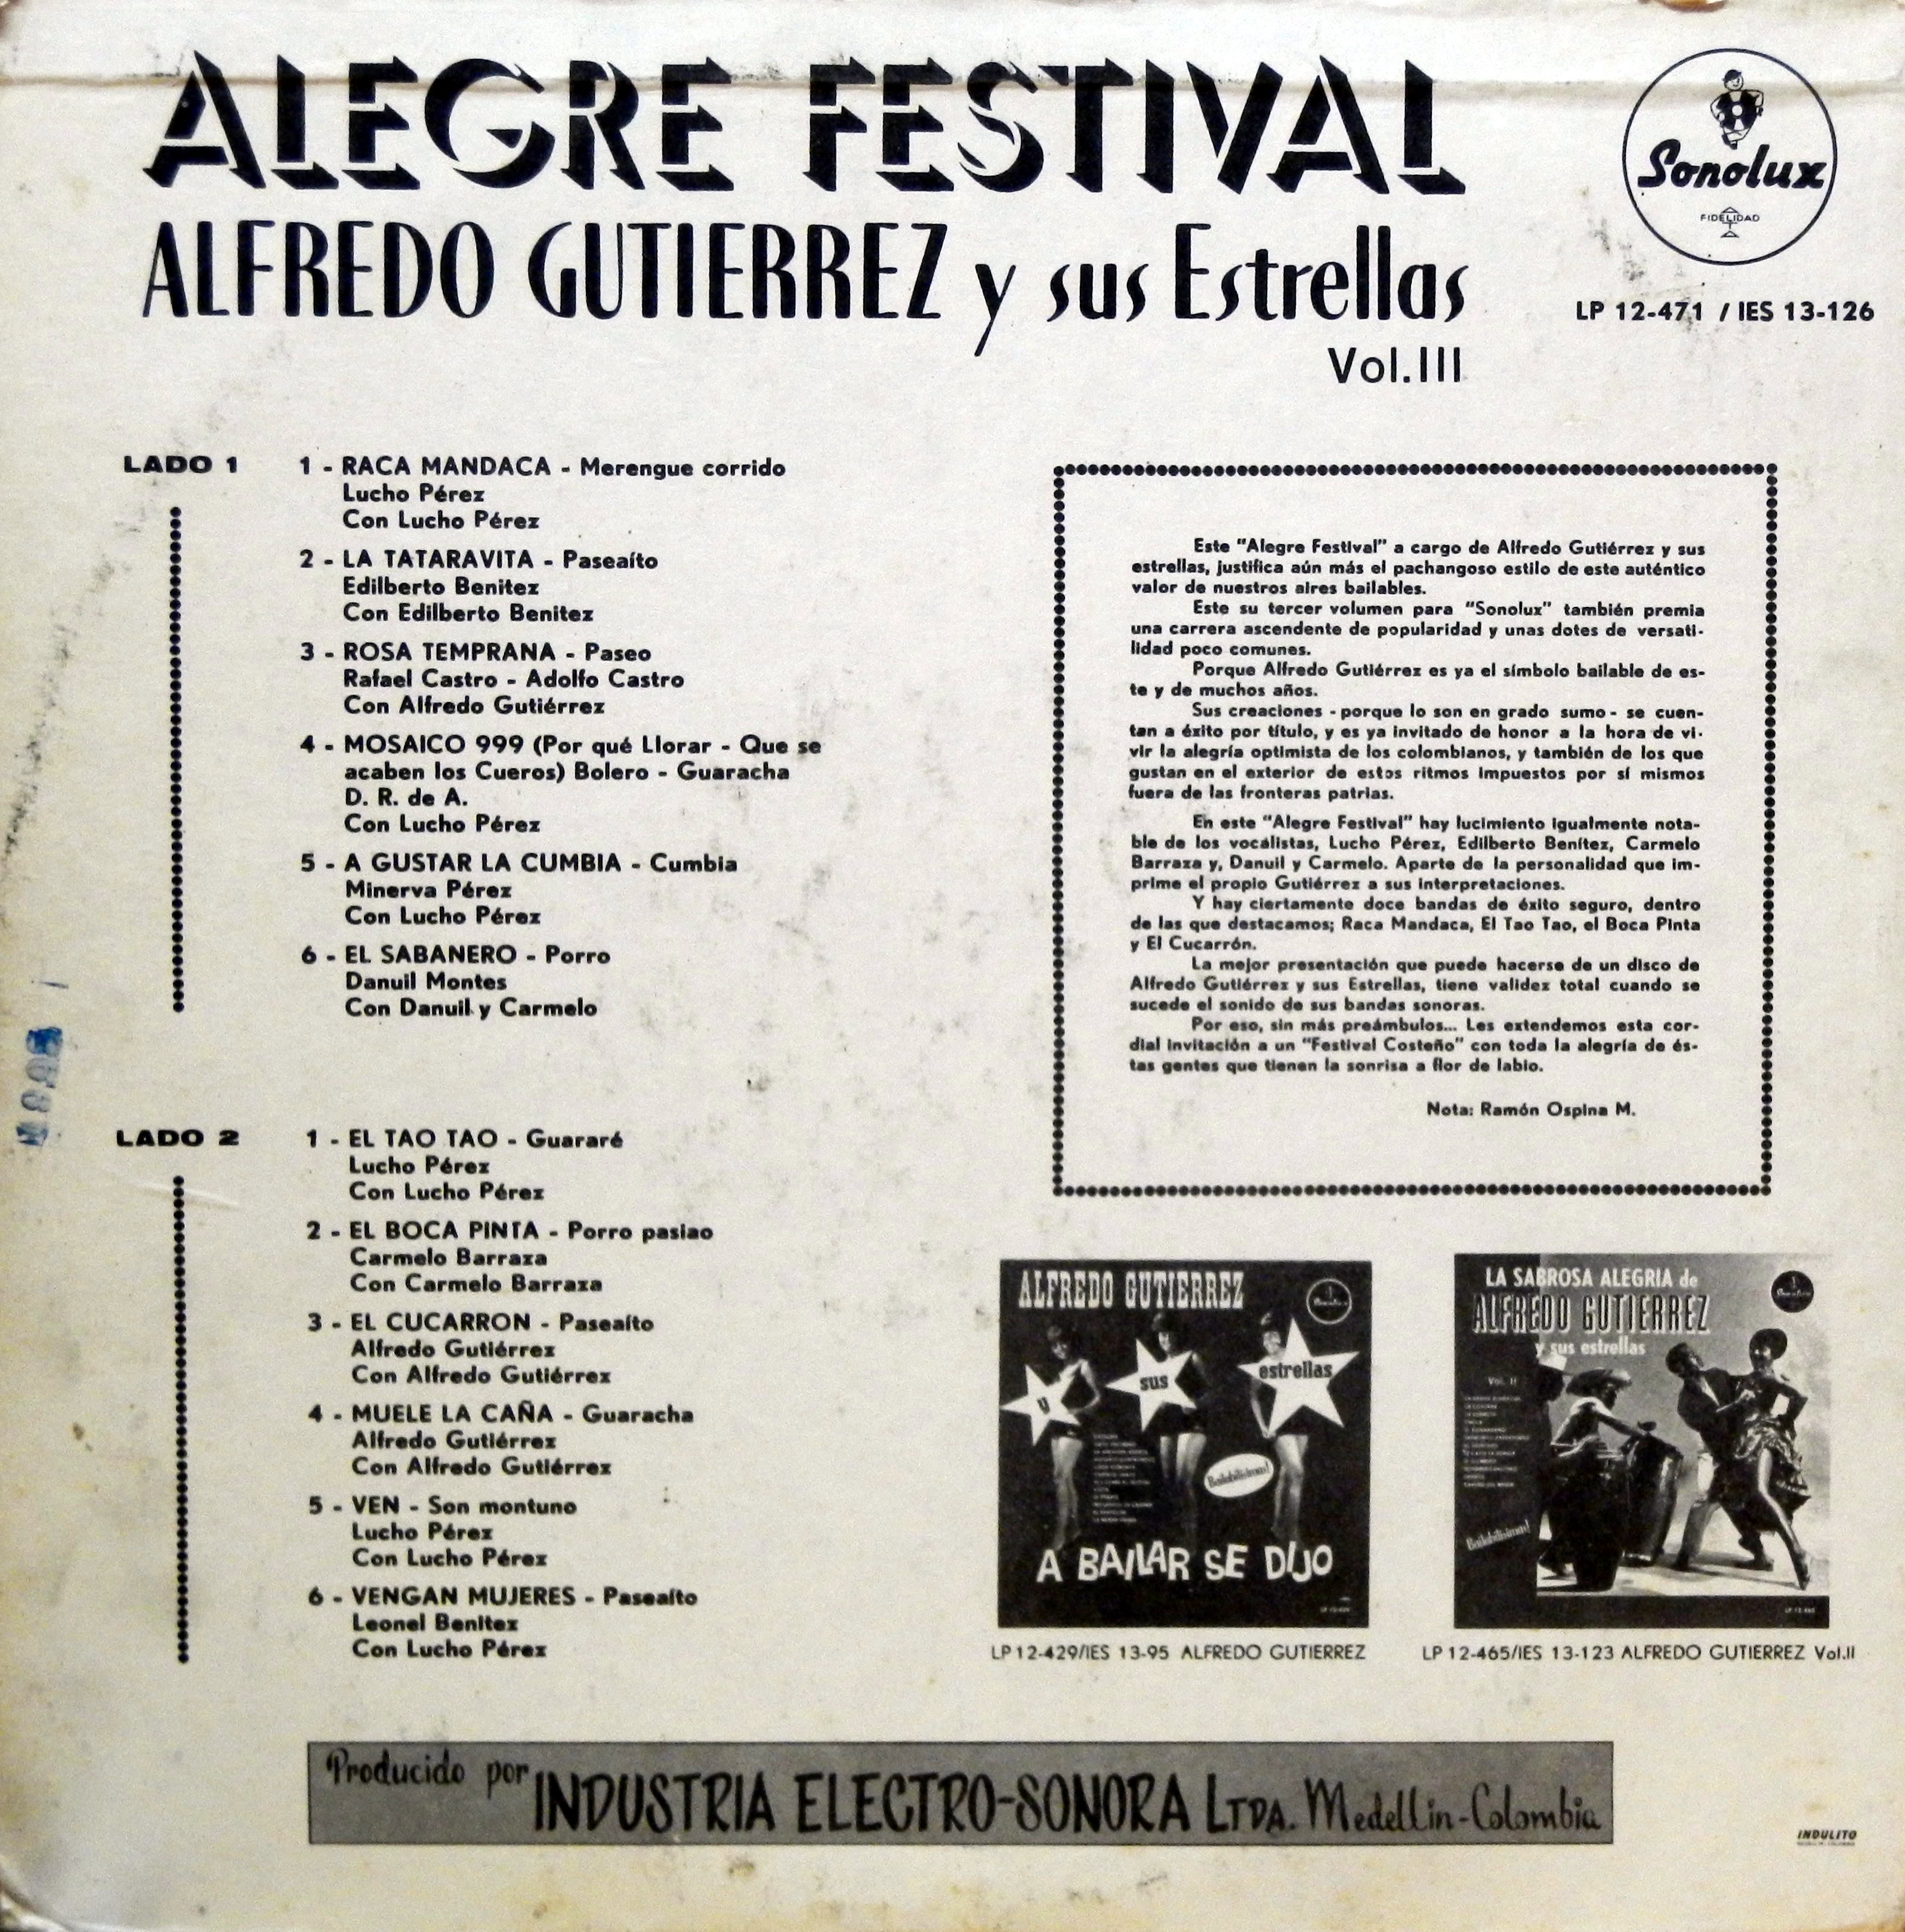 ALEGRE FESTIVAL
ALFREDO GUTIERREZ y sus Estrellas
Vol.III
Sonolux
FIDELIDAD
LP 12-471 / IES 13-126
LADO 1
1 - RACA MANDACA - Merengue corrido
Lucho Pérez
Con Lucho Pérez
2 - LA TATARAVITA - Paseaíto
Edilberto Benitez
Con Edilberto Benitez
3 - ROSA TEMPRANA - Paseo
Rafael Castro - Adolfo Castro
Con Alfredo Gutiérrez
4 - MOSAICO 999 (Por qué Llorar - Que se
acaben los Cueros) Bolero - Guaracha
D. R. de A.
Con Lucho Pérez
5 - A GUSTAR LA CUMBIA - Cumbia
Minerva Pérez
Con Lucho Pérez
6 - EL SABANERO - Porro
Danuil Montes
Con Danuil y Carmelo
LADO 2
1 - EL TAO TAO - Guararé
Lucho Pérez
Con Lucho Pérez
2 - EL BOCA PINTA - Porro pasiao
Carmelo Barraza
Con Carmelo Barraza
3 - EL CUCARRON - Paseaíto
Alfredo Gutiérrez
Con Alfredo Gutiérrez
4 - MUELE LA CAÑA - Guaracha
Alfredo Gutiérrez
Con Alfredo Gutiérrez
5 - VEN - Son montuno
Lucho Pérez
Con Lucho Pérez
6 - VENGAN MUJERES - Paseaíto
Leonel Benitez
Con Lucho Pérez
Este "Alegre Festival" a cargo de Alfredo Gutiérrez y sus
estrellas, justifica aún más el pachangoso estilo de este auténtico
valor de nuestros aires bailables.
Este su tercer volumen para "Sonolux" también premia
una carrera ascendente de popularidad y unas dotes de versati-
lidad poco comunes.
Porque Alfredo Gutiérrez es ya el símbolo bailable de es-
te y de muchos años.
Sus creaciones - porque lo son en grado sumo - se cuen-
tan a éxito por título, y es ya invitado de honor a la hora de vi-
vir la alegría optimista de los colombianos, y también de los que
gustan en el exterior de estos ritmos impuestos por sí mismos
fuera de las fronteras patrias.
En este "Alegre Festival" hay lucimiento igualmente nota-
ble de los vocálistas, Lucho Pérez, Edilberto Benítez, Carmelo
Barraza y, Danuil y Carmelo. Aparte de la personalidad que im-
prime el propio Gutiérrez a sus interpretaciones.
Y hay ciertamente doce bandas de éxito seguro, dentro
de las que destacamos; Raca Mandaca, El Tao Tao, el Boca Pinta
y El Cucarrón.
La mejor presentación que puede hacerse de un disco de
Alfredo Gutiérrez y sus Estrellas, tiene validez total cuando se
sucede el sonido de sus bandas sonoras.
Por eso, sin más preámbulos... Les extendemos esta cor-
dial invitación a un "Festival Costeño" con toda la alegría de és-
tas gentes que tienen la sonrisa a flor de labio.
Nota: Ramón Ospina M.
ALFREDO GUTIERREZ
y sus estrellas
Bailabilísimos!
A BAILAR SE DIJO
LP 12-429/IES 13-95 ALFREDO GUTIERREZ
LA SABROSA ALEGRIA de
ALFREDO GUTIERREZ
y sus estrellas
Vol. II
Bailabilísimos!
LP 12-465/IES 13-123 ALFREDO GUTIERREZ Vol.II
Producido por INDUSTRIA ELECTRO-SONORA LTDA. Medellin-Colombia
INDULITO